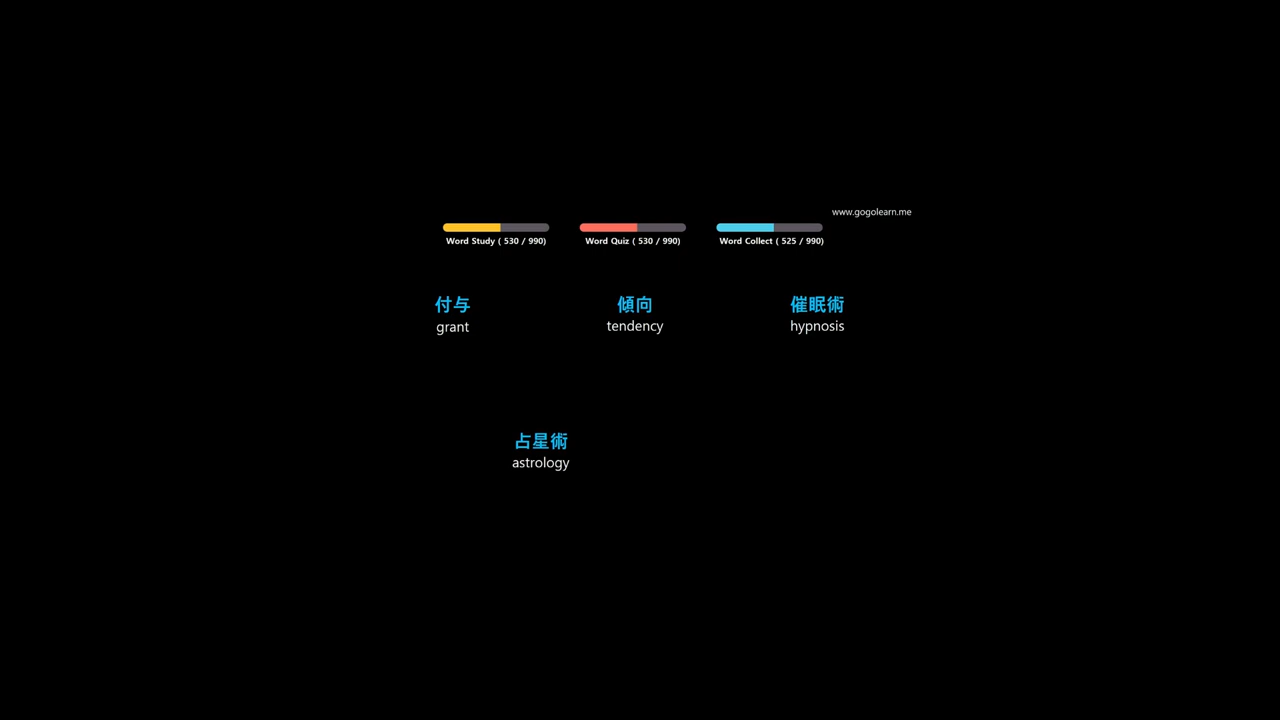 www.gogolearn.me
Word Study ( 530 / 990)
Word Quiz ( 530 / 990)
Word Collect ( 525 / 990)
付与
grant
傾向
tendency
催眠術
hypnosis
占星術
astrology